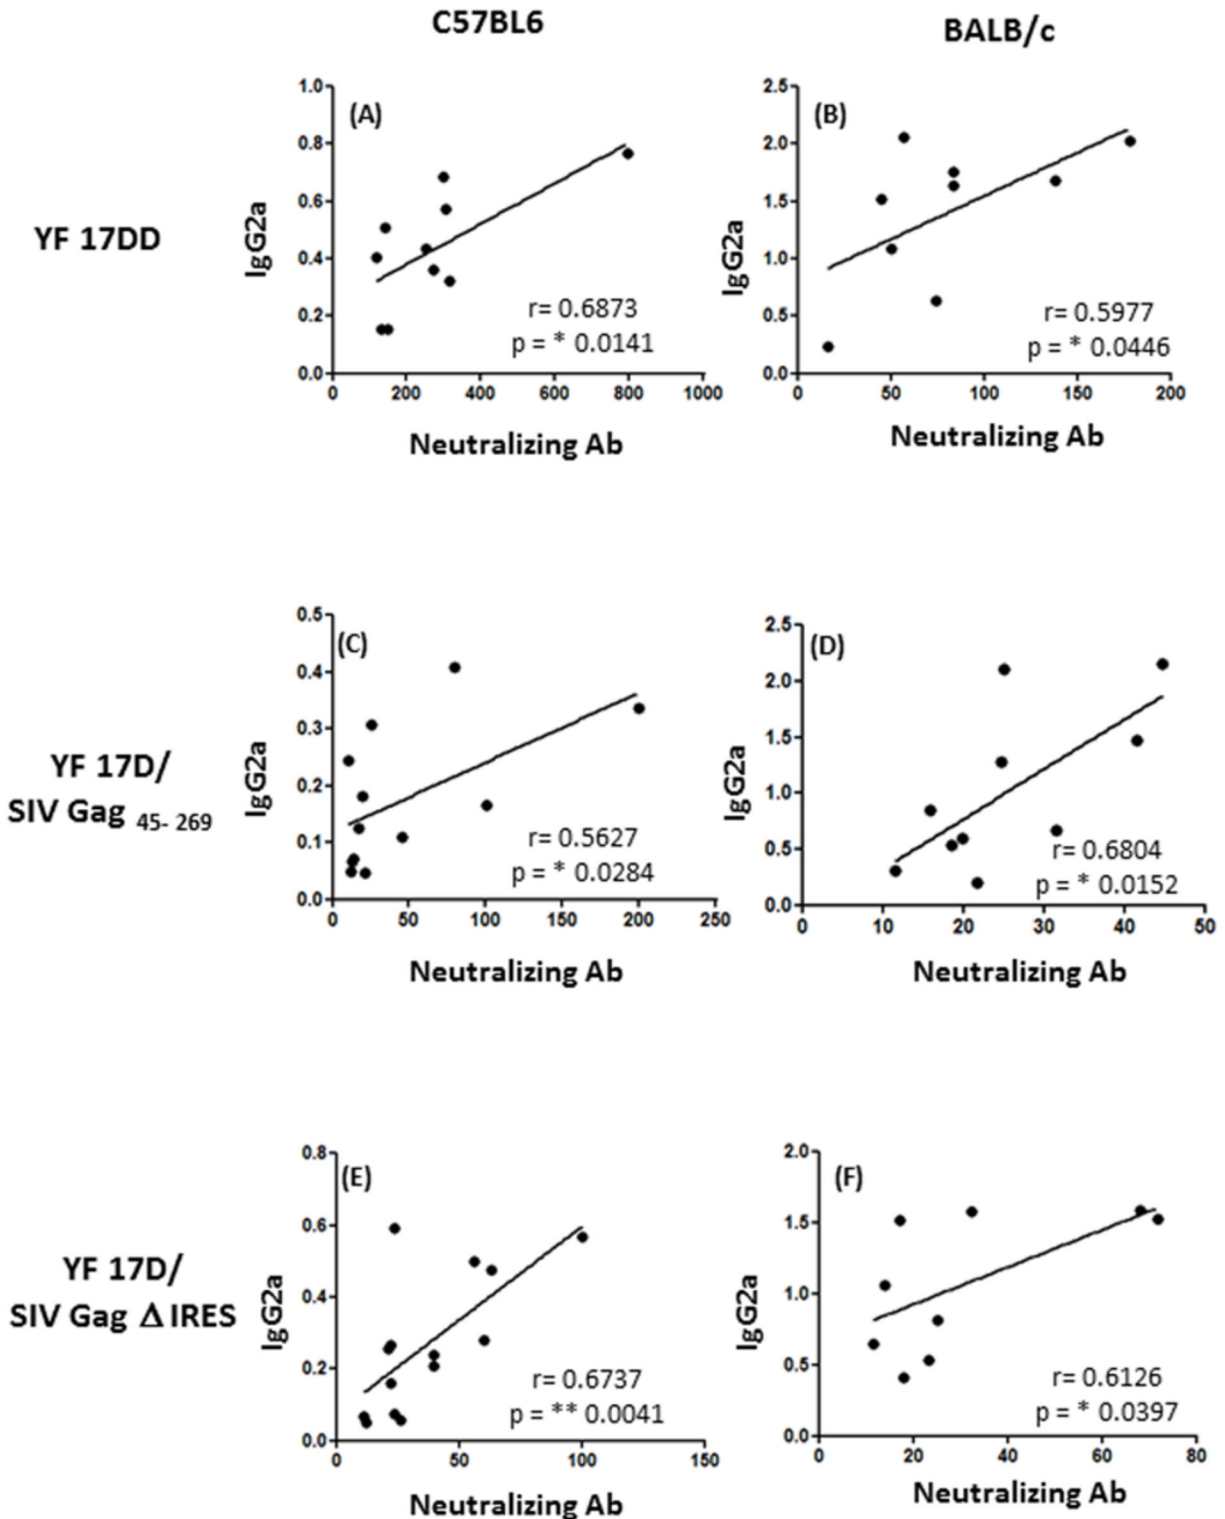 C57BL6
BALB/c
YF 17DD
(A)
IgG2a
1.0
0.8
0.6
0.4
0.2
0.0
0 200 400 600 800 1000
r= 0.6873
p = * 0.0141
Neutralizing Ab
(B)
IgG2a
2.5
2.0
1.5
1.0
0.5
0.0
0 50 100 150 200
r= 0.5977
p = * 0.0446
Neutralizing Ab
YF 17D/
SIV Gag 45- 269
(C)
IgG2a
0.5
0.4
0.3
0.2
0.1
0.0
0 50 100 150 200 250
r= 0.5627
p = * 0.0284
Neutralizing Ab
(D)
IgG2a
2.5
2.0
1.5
1.0
0.5
0.0
0 10 20 30 40 50
r= 0.6804
p = * 0.0152
Neutralizing Ab
YF 17D/
SIV Gag Δ IRES
(E)
IgG2a
0.8
0.6
0.4
0.2
0.0
0 50 100 150
r= 0.6737
p = ** 0.0041
Neutralizing Ab
(F)
IgG2a
2.0
1.5
1.0
0.5
0.0
0 20 40 60 80
r= 0.6126
p = * 0.0397
Neutralizing Ab